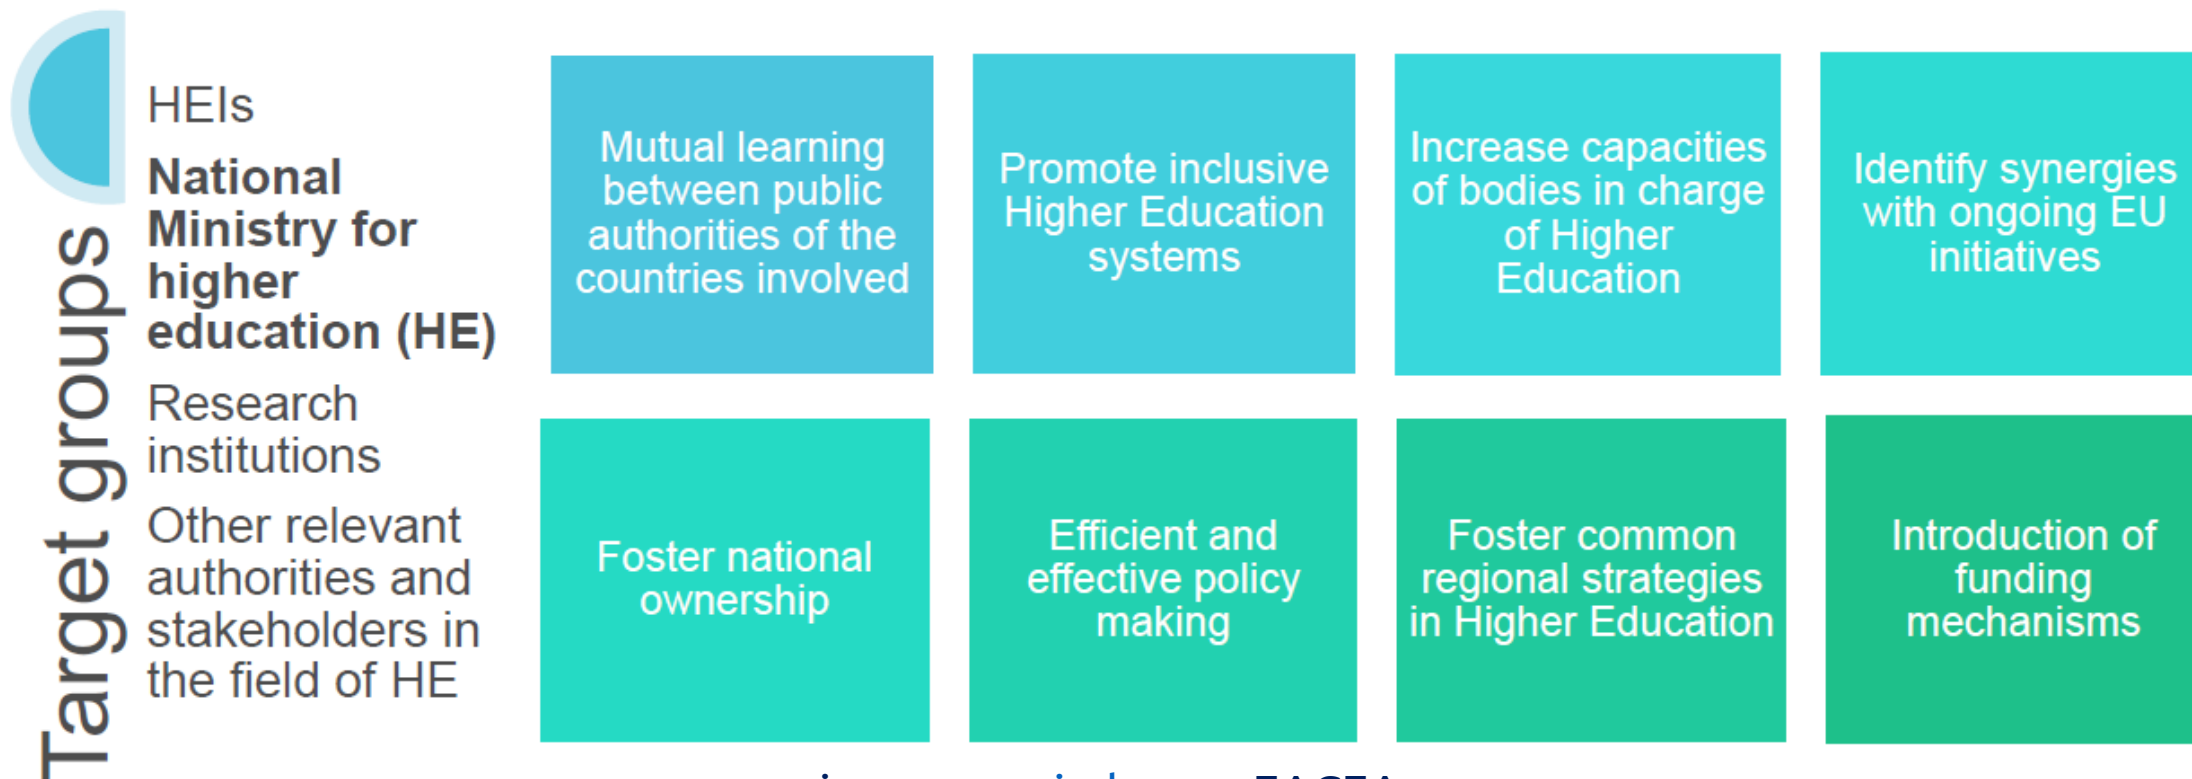 Target groups
HEIs
National
Ministry for
higher
education (HE)
Research
institutions
Other relevant
authorities and
stakeholders in
the field of HE
Mutual learning
between public
authorities of the
countries involved
Promote inclusive
Higher Education
systems
Increase capacities
of bodies in charge
of Higher
Education
Identify synergies
with ongoing EU
initiatives
Foster national
ownership
Efficient and
effective policy
making
Foster common
regional strategies
in Higher Education
Introduction of
funding
mechanisms